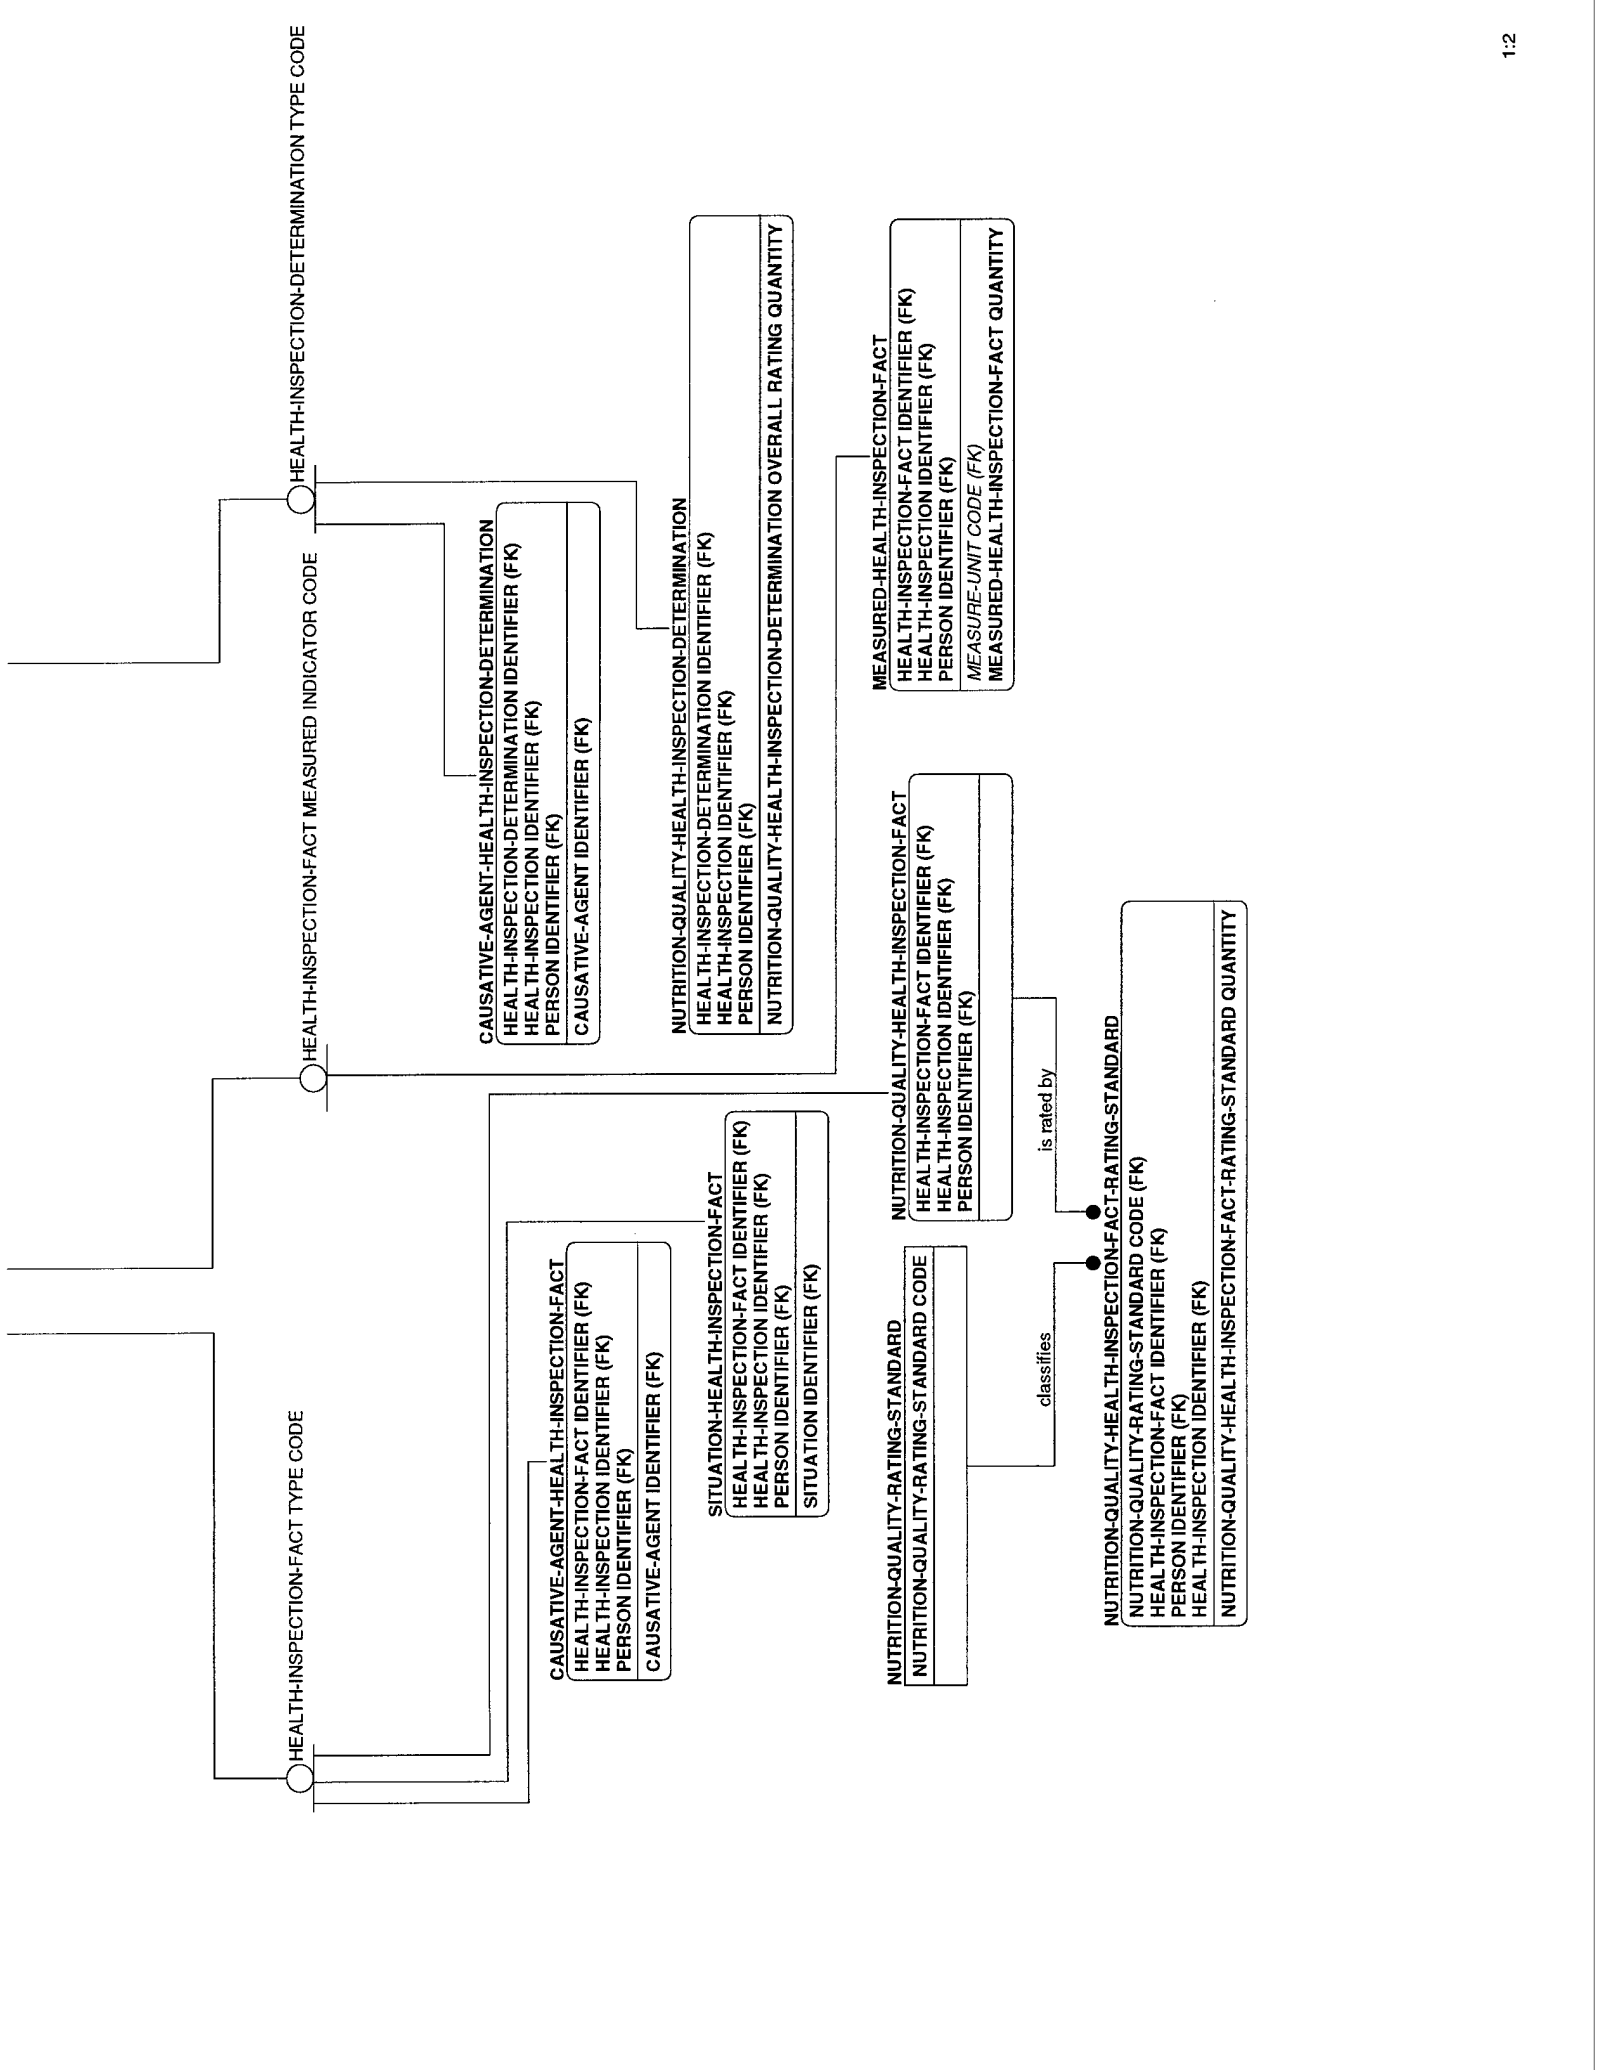 HEALTH-INSPECTION-FACT TYPE CODE
HEALTH-INSPECTION-FACT MEASURED INDICATOR CODE
HEALTH-INSPECTION-DETERMINATION TYPE CODE
CAUSATIVE-AGENT-HEALTH-INSPECTION-DETERMINATION
HEALTH-INSPECTION-DETERMINATION IDENTIFIER (FK)
HEALTH-INSPECTION IDENTIFIER (FK)
PERSON IDENTIFIER (FK)
CAUSATIVE-AGENT IDENTIFIER (FK)
CAUSATIVE-AGENT-HEALTH-INSPECTION-FACT
HEALTH-INSPECTION-FACT IDENTIFIER (FK)
HEALTH-INSPECTION IDENTIFIER (FK)
PERSON IDENTIFIER (FK)
CAUSATIVE-AGENT IDENTIFIER (FK)
NUTRITION-QUALITY-HEALTH-INSPECTION-DETERMINATION
HEALTH-INSPECTION-DETERMINATION IDENTIFIER (FK)
HEALTH-INSPECTION IDENTIFIER (FK)
PERSON IDENTIFIER (FK)
NUTRITION-QUALITY-HEALTH-INSPECTION-DETERMINATION OVERALL RATING QUANTITY
SITUATION-HEALTH-INSPECTION-FACT
HEALTH-INSPECTION-FACT IDENTIFIER (FK)
HEALTH-INSPECTION IDENTIFIER (FK)
PERSON IDENTIFIER (FK)
SITUATION IDENTIFIER (FK)
MEASURED-HEALTH-INSPECTION-FACT
HEALTH-INSPECTION-FACT IDENTIFIER (FK)
HEALTH-INSPECTION IDENTIFIER (FK)
PERSON IDENTIFIER (FK)
MEASURE-UNIT CODE (FK)
MEASURED-HEALTH-INSPECTION-FACT QUANTITY
NUTRITION-QUALITY-RATING-STANDARD
NUTRITION-QUALITY-RATING-STANDARD CODE
NUTRITION-QUALITY-HEALTH-INSPECTION-FACT
HEALTH-INSPECTION-FACT IDENTIFIER (FK)
HEALTH-INSPECTION IDENTIFIER (FK)
PERSON IDENTIFIER (FK)
classifies
is rated by
NUTRITION-QUALITY-HEALTH-INSPECTION-FACT-RATING-STANDARD
NUTRITION-QUALITY-RATING-STANDARD CODE (FK)
HEALTH-INSPECTION-FACT IDENTIFIER (FK)
PERSON IDENTIFIER (FK)
HEALTH-INSPECTION IDENTIFIER (FK)
NUTRITION-QUALITY-HEALTH-INSPECTION-FACT-RATING-STANDARD QUANTITY
1:2